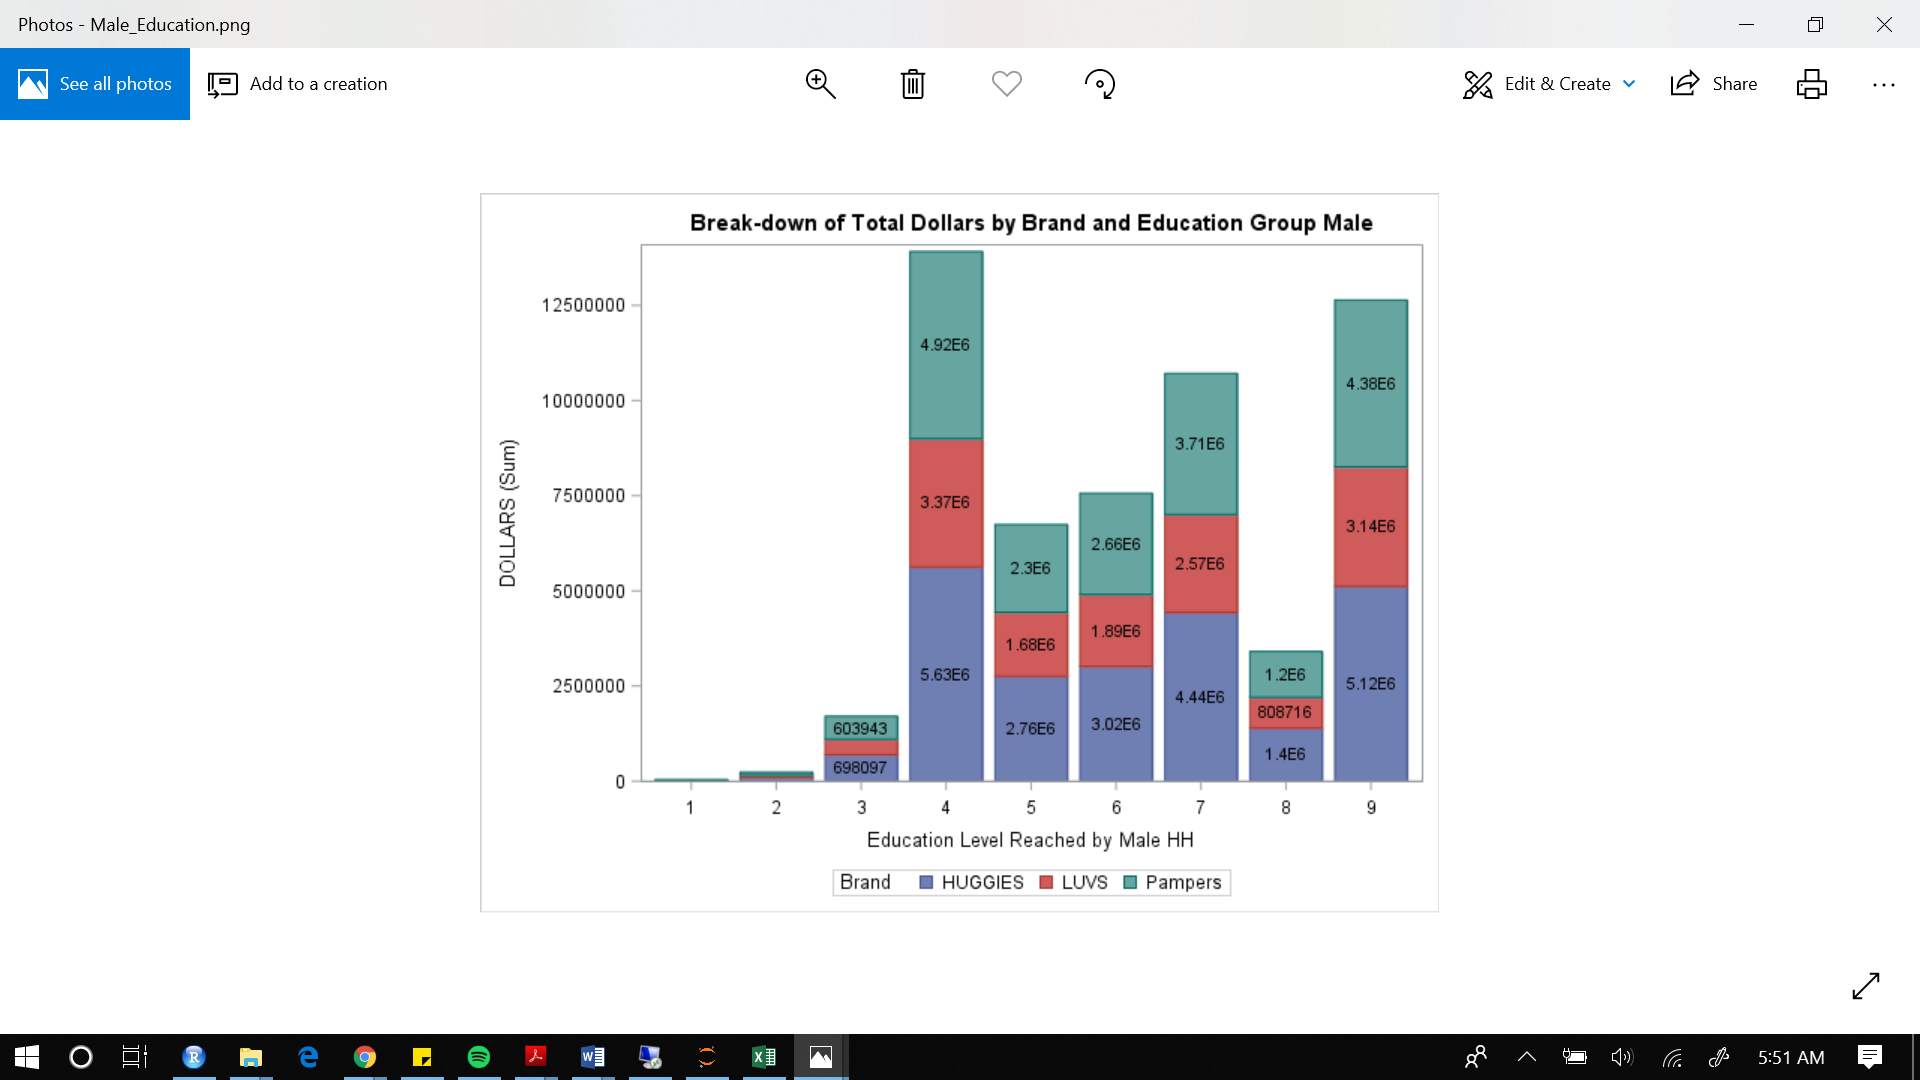 Photos - Male_Education.png
See all photos
Add to a creation
Edit & Create
Share
Break-down of Total Dollars by Brand and Education Group Male
DOLLARS (Sum)
12500000
10000000
7500000
5000000
2500000
0
603943
698097
4.92E6
3.37E6
5.63E6
2.3E6
1.68E6
2.76E6
2.66E6
1.89E6
3.02E6
3.71E6
2.57E6
4.44E6
1.2E6
808716
1.4E6
4.38E6
3.14E6
5.12E6
1 2 3 4 5 6 7 8 9
Education Level Reached by Male HH
Brand HUGGIES LUVS Pampers
5:51 AM